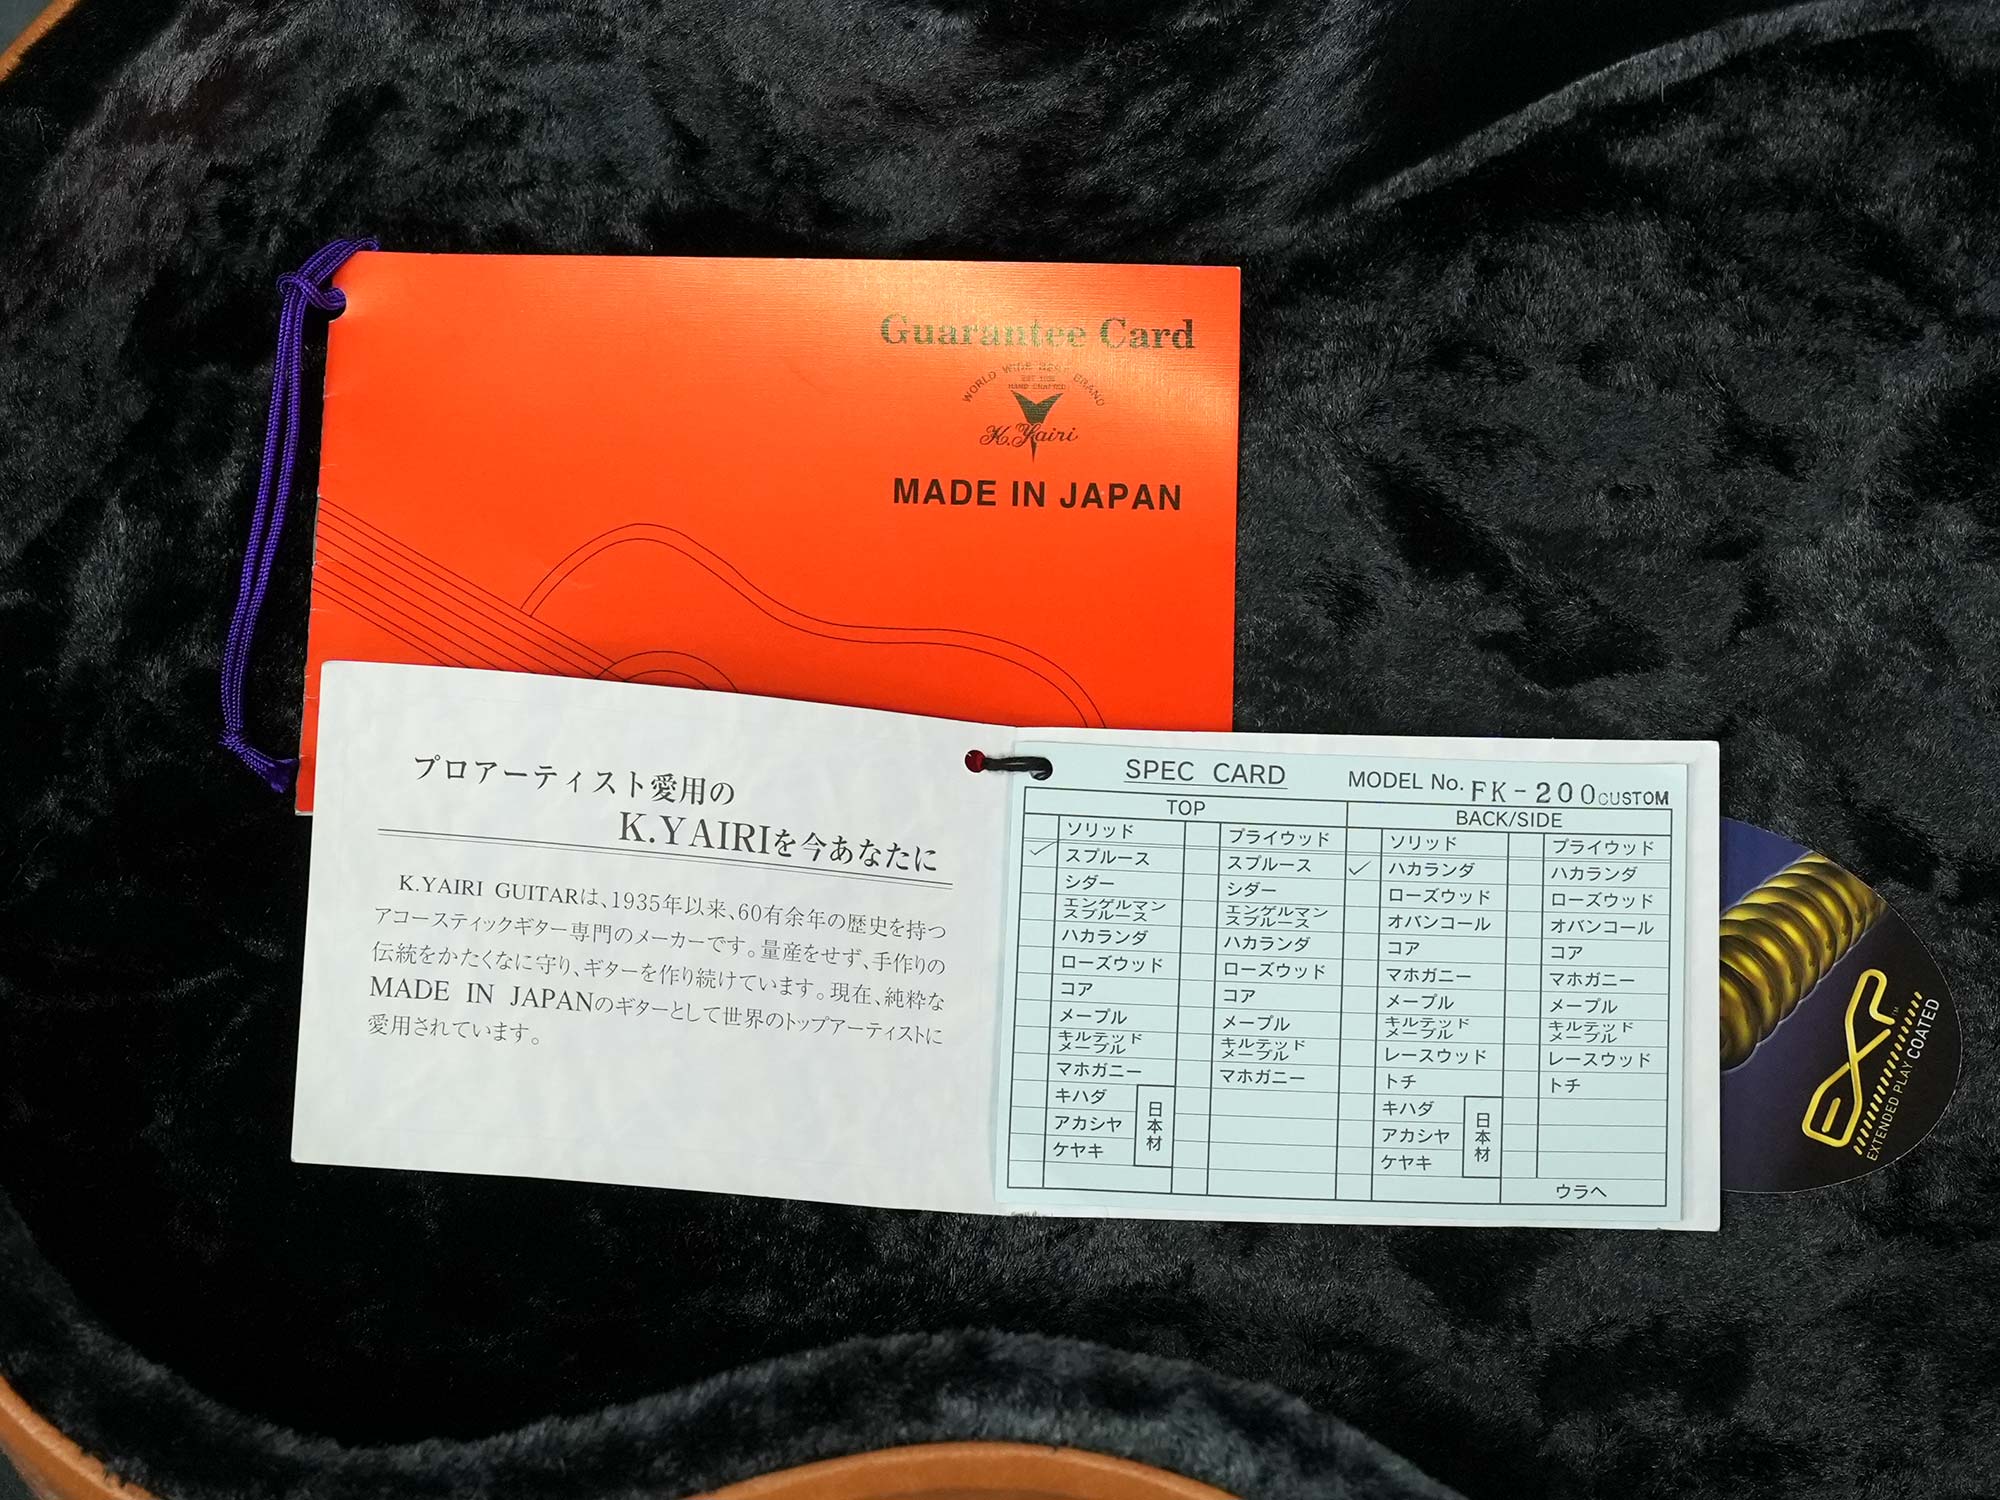 Guarantee Card
WORLD WIDE BEST BRAND
HAND CRAFTED
K.Yairi
MADE IN JAPAN
プロアーティスト愛用の
K.YAIRIを今あなたに
K.YAIRI GUITARは、1935年以来、60有余年の歴史を持つ
アコースティックギター専門のメーカーです。量産をせず、手作りの
伝統をかたくなに守り、ギターを作り続けています。現在、純粋な
MADE IN JAPANのギターとして世界のトップアーティストに
愛用されています。
SPEC CARD MODEL No. FK-200 CUSTOM
TOP BACK/SIDE
ソリッド プライウッド ソリッド プライウッド
✓ スプルース スプルース ✓ ハカランダ ハカランダ
シダー シダー ローズウッド ローズウッド
エンゲルマン エンゲルマン オバンコール オバンコール
スプルース スプルース
ハカランダ ハカランダ コア コア
ローズウッド ローズウッド マホガニー マホガニー
コア コア メープル メープル
メープル メープル キルテッド キルテッド
メープル メープル
キルテッド キルテッド レースウッド レースウッド
メープル メープル
マホガニー マホガニー トチ トチ
キハダ 日本材 キハダ 日本材
アカシヤ アカシヤ
ケヤキ ケヤキ
ウラヘ
EXP™
EXTENDED PLAY COATED